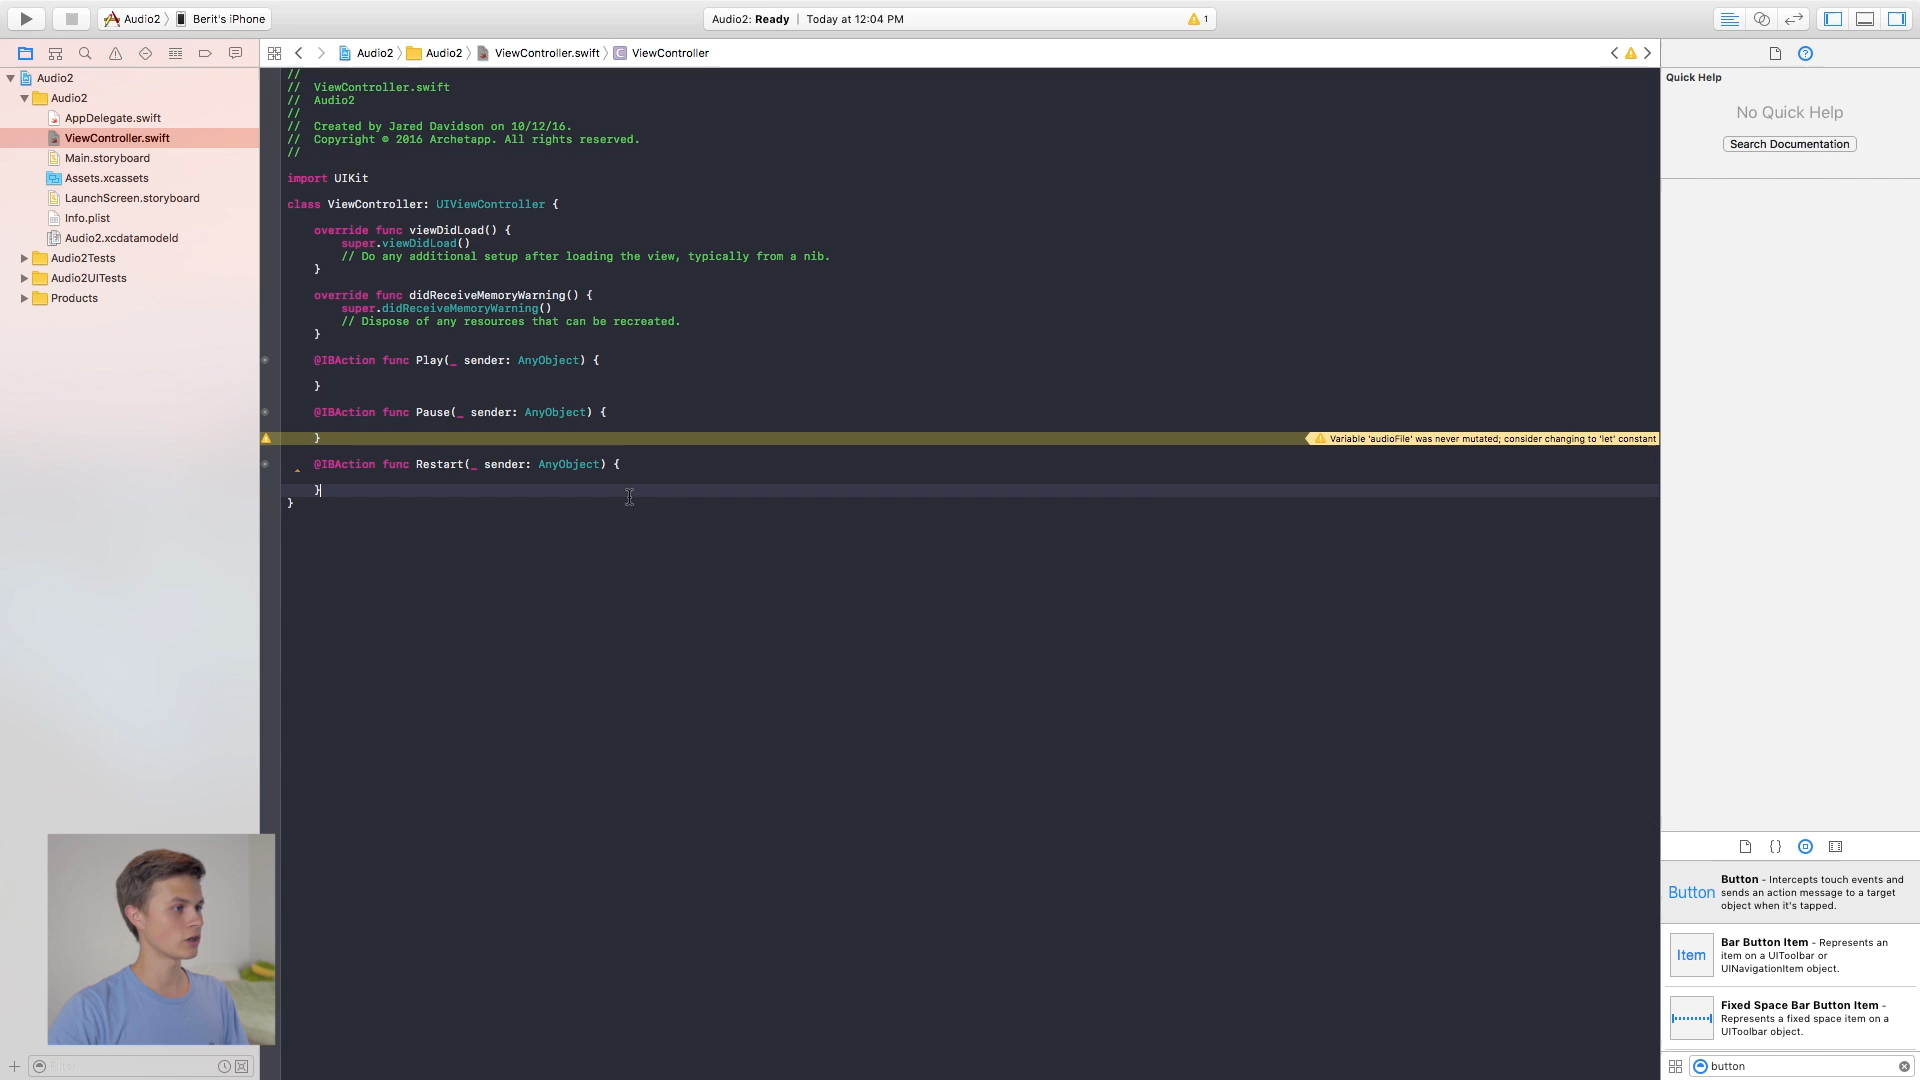 Audio2 〉 Berit's iPhone
Audio2: Ready | Today at 12:04 PM
1
Audio2 〉 Audio2 〉 ViewController.swift 〉 C ViewController
Audio2
Audio2
AppDelegate.swift
ViewController.swift
Main.storyboard
Assets.xcassets
LaunchScreen.storyboard
Info.plist
Audio2.xcdatamodeld
Audio2Tests
Audio2UITests
Products
Filter
//
//  ViewController.swift
//  Audio2
//
//  Created by Jared Davidson on 10/12/16.
//  Copyright © 2016 Archetapp. All rights reserved.
//
import UIKit
class ViewController: UIViewController {
override func viewDidLoad() {
super.viewDidLoad()
// Do any additional setup after loading the view, typically from a nib.
}
override func didReceiveMemoryWarning() {
super.didReceiveMemoryWarning()
// Dispose of any resources that can be recreated.
}
@IBAction func Play(_ sender: AnyObject) {
}
@IBAction func Pause(_ sender: AnyObject) {
}
Variable 'audioFile' was never mutated; consider changing to 'let' constant
@IBAction func Restart(_ sender: AnyObject) {
}
}
Quick Help
No Quick Help
Search Documentation
{}
Button
Button - Intercepts touch events and
sends an action message to a target
object when it's tapped.
Item
Bar Button Item - Represents an
item on a UIToolbar or
UINavigationItem object.
Fixed Space Bar Button Item -
Represents a fixed space item on a
UIToolbar object.
button